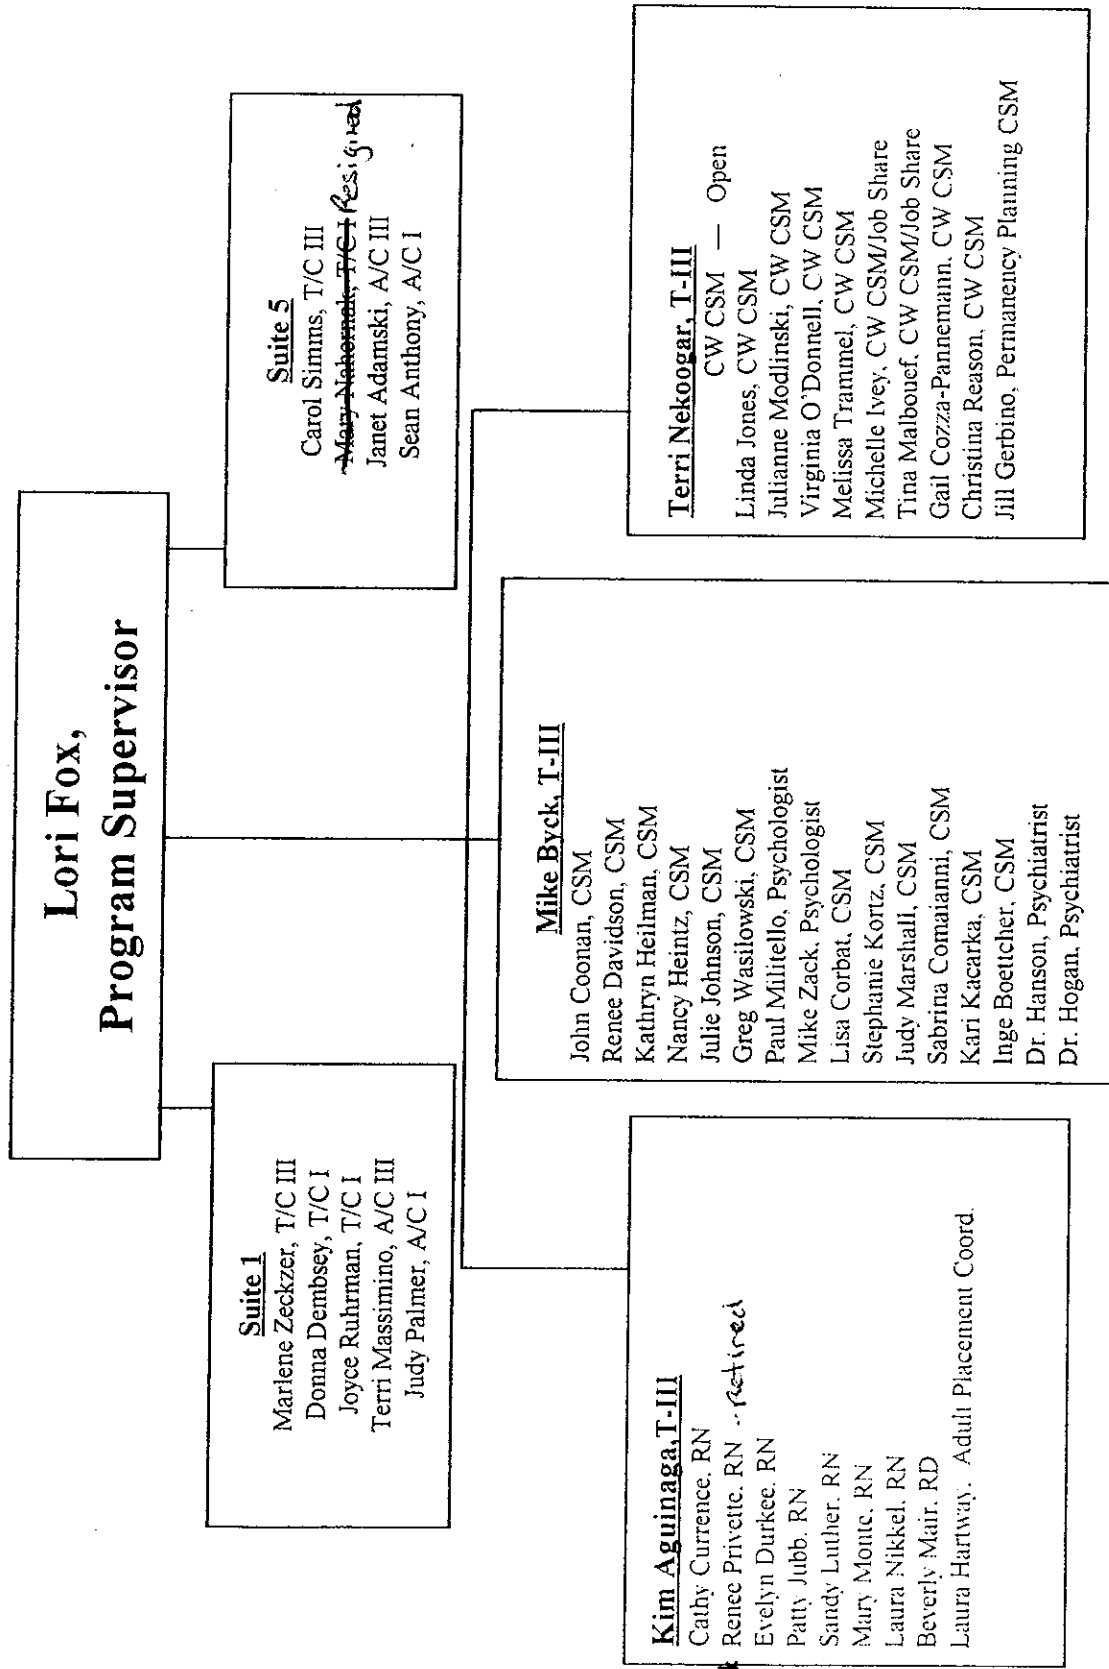 Lori Fox,
Program Supervisor
Suite 1
Marlene Zeckzer, T/C III
Donna Dembsey, T/C I
Joyce Ruhrman, T/C I
Terri Massimino, A/C III
Judy Palmer, A/C I
Suite 5
Carol Simms, T/C III
Mary Nahornak, T/C I Resigned
Janet Adamski, A/C III
Sean Anthony, A/C I
Kim Aguinaga, T-III
Cathy Currence, RN
Renee Privette, RN -- retired
Evelyn Durkee, RN
Patty Jubb, RN
Sandy Luther, RN
Mary Monte, RN
Laura Nikkel, RN
Beverly Mair, RD
Laura Hartway, Adult Placement Coord.
Mike Byck, T-III
John Coonan, CSM
Renee Davidson, CSM
Kathryn Heilman, CSM
Nancy Heintz, CSM
Julie Johnson, CSM
Greg Wasilowski, CSM
Paul Militello, Psychologist
Mike Zack, Psychologist
Lisa Corbat, CSM
Stephanie Kortz, CSM
Judy Marshall, CSM
Sabrina Comaianni, CSM
Kari Kacarka, CSM
Inge Boettcher, CSM
Dr. Hanson, Psychiatrist
Dr. Hogan, Psychiatrist
Terri Nekoogar, T-III
CW CSM — Open
Linda Jones, CW CSM
Julianne Modlinski, CW CSM
Virginia O'Donnell, CW CSM
Melissa Trammel, CW CSM
Michelle Ivey, CW CSM/Job Share
Tina Malbouef, CW CSM/Job Share
Gail Cozza-Pannemann, CW CSM
Christina Reason, CW CSM
Jill Gerbino, Permanency Planning CSM